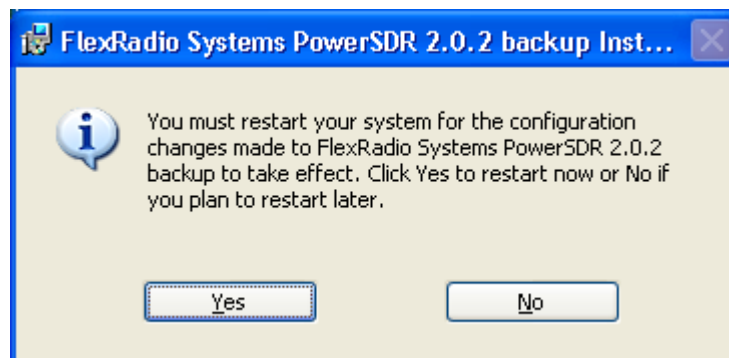 FlexRadio Systems PowerSDR 2.0.2 backup Inst...
You must restart your system for the configuration
changes made to FlexRadio Systems PowerSDR 2.0.2
backup to take effect. Click Yes to restart now or No if
you plan to restart later.
Yes
No